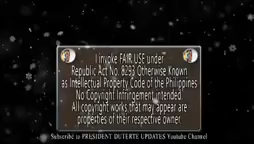 I invoke FAIR USE under
Republic Act No. 8293 Otherwise Known
as Intellectual Property Code of the Philippines
No Copyright Infringement intended.
All copyright works that may appear are
properties of their respective owner
Subscribe to PRESIDENT DUTERTE UPDATES Youtube Channel